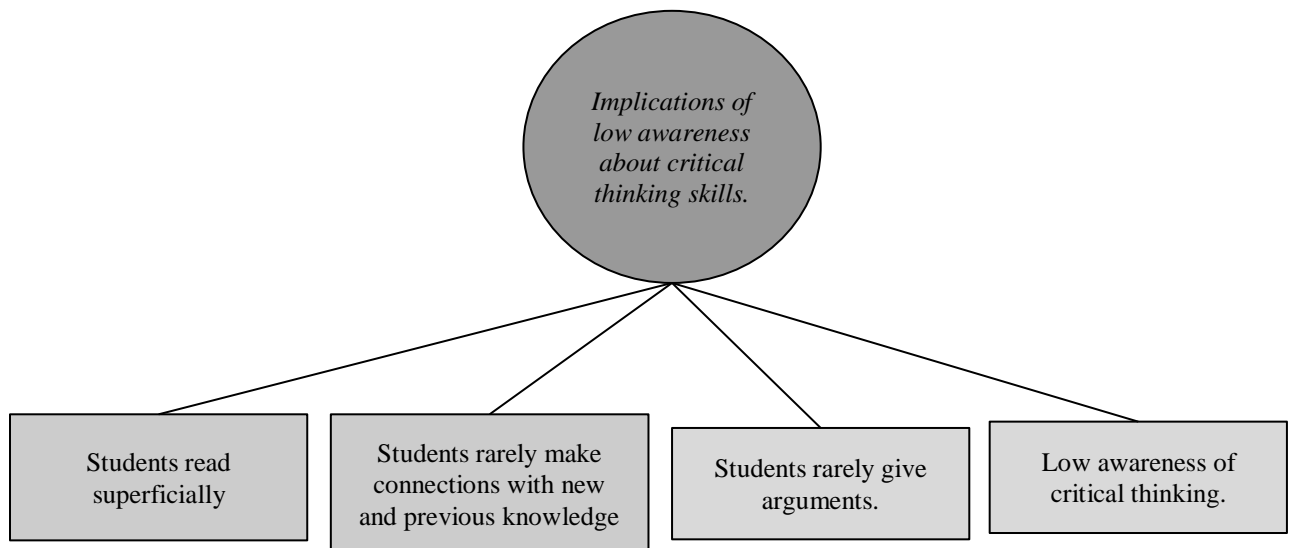 Implications of
low awareness
about critical
thinking skills.
Students read
superficially
Students rarely make
connections with new
and previous knowledge
Students rarely give
arguments.
Low awareness of
critical thinking.